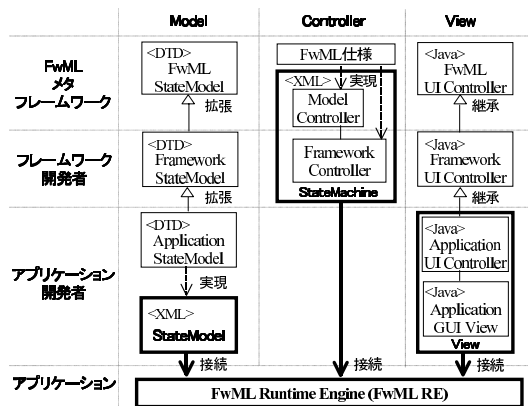 Model
Controller
View
FwML
メタ
フレームワーク
<DTD>
FwML
StateModel
拡張
FwML仕様
<XML>
実現
Model
Controller
Framework
Controller
StateMachine
<Java>
FwML
UI Controller
継承
フレームワーク
開発者
<DTD>
Framework
StateModel
拡張
<Java>
Framework
UI Controller
継承
アプリケーション
開発者
<DTD>
Application
StateModel
実現
<XML>
StateModel
接続
接続
<Java>
Application
UI Controller
<Java>
Application
GUI View
View
接続
アプリケーション
FwML Runtime Engine (FwML RE)